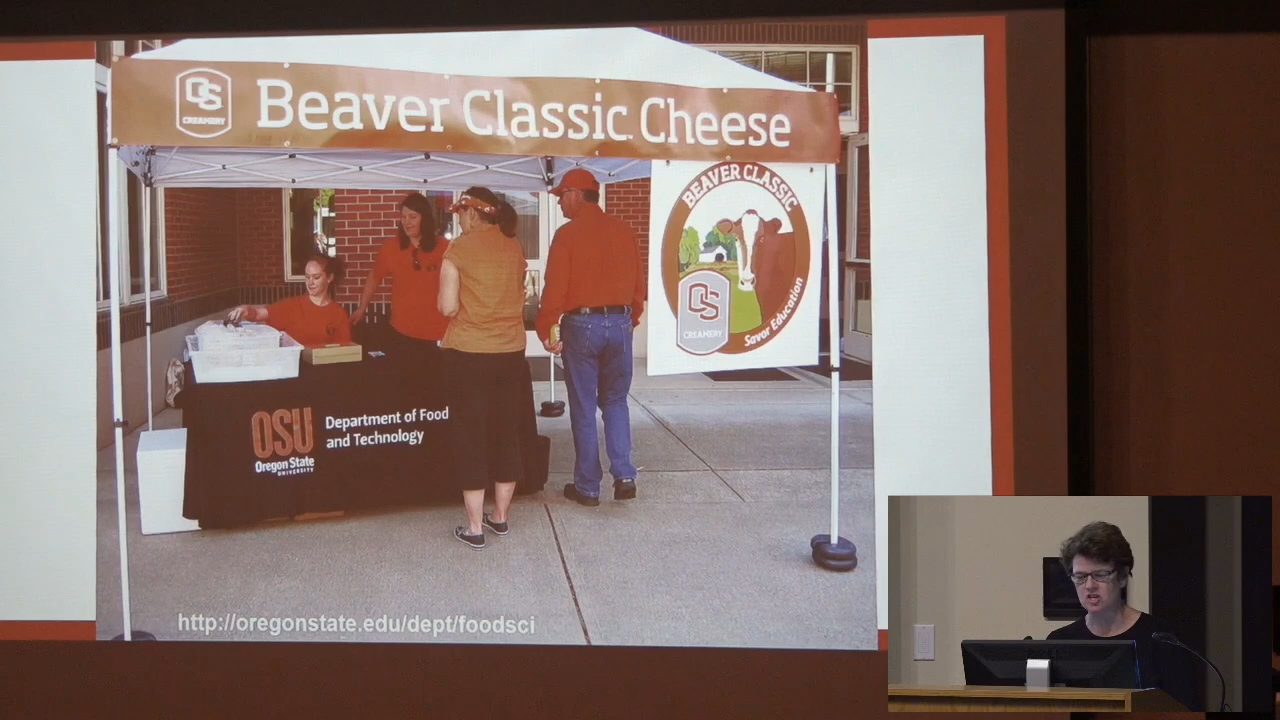 OS
CREAMERY
Beaver Classic Cheese
BEAVER CLASSIC
OS
CREAMERY
Savor Education
OSU
Oregon State
UNIVERSITY
Department of Food
and Technology
http://oregonstate.edu/dept/foodsci